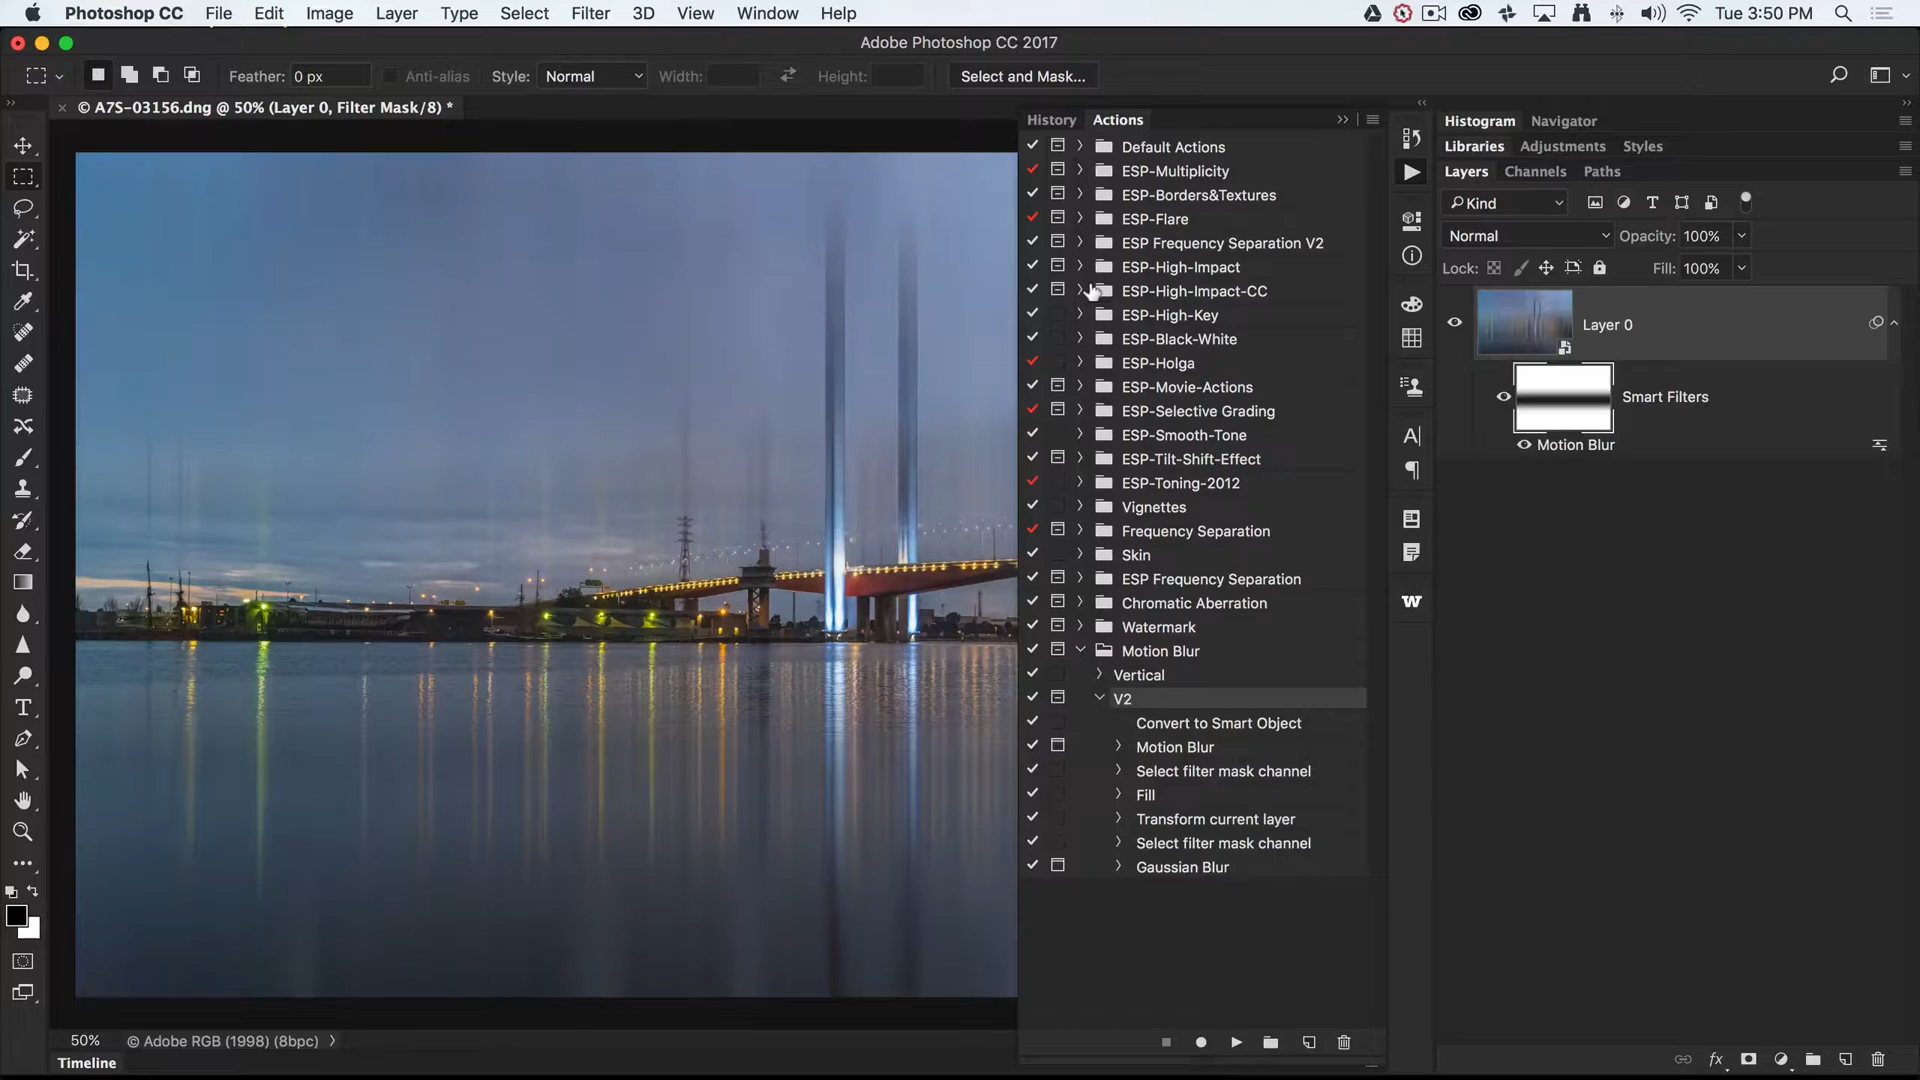 Photoshop CC File Edit Image Layer Type Select Filter 3D View Window Help Tue 3:50 PM
Adobe Photoshop CC 2017
Feather: 0 px Anti-alias Style: Normal Width: Height: Select and Mask...
© A7S-03156.dng @ 50% (Layer 0, Filter Mask/8) *
History Actions
Default Actions
ESP-Multiplicity
ESP-Borders&Textures
ESP-Flare
ESP Frequency Separation V2
ESP-High-Impact
ESP-High-Impact-CC
ESP-High-Key
ESP-Black-White
ESP-Holga
ESP-Movie-Actions
ESP-Selective Grading
ESP-Smooth-Tone
ESP-Tilt-Shift-Effect
ESP-Toning-2012
Vignettes
Frequency Separation
Skin
ESP Frequency Separation
Chromatic Aberration
Watermark
Motion Blur
Vertical
V2
Convert to Smart Object
Motion Blur
Select filter mask channel
Fill
Transform current layer
Select filter mask channel
Gaussian Blur
Histogram Navigator
Libraries Adjustments Styles
Layers Channels Paths
Kind
Normal Opacity: 100%
Lock: Fill: 100%
Layer 0
Smart Filters
Motion Blur
50% © Adobe RGB (1998) (8bpc)
Timeline